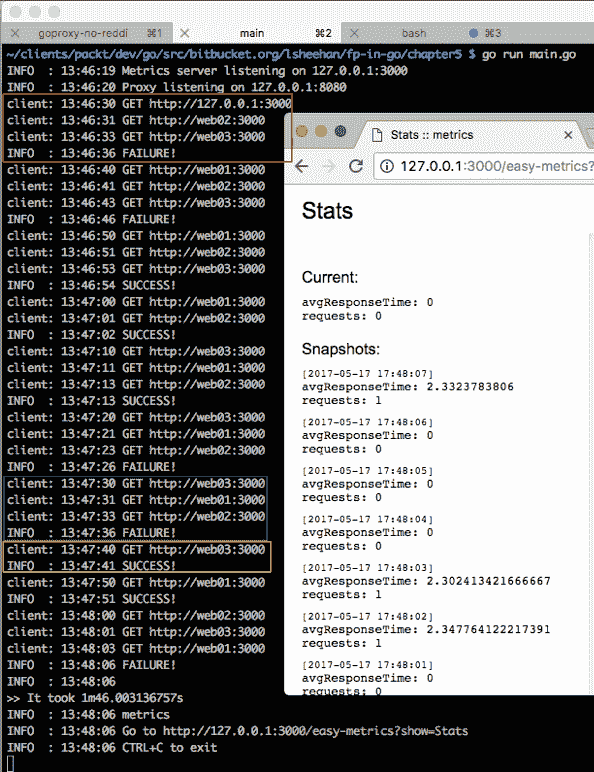 goproxy-no-reddi ⌘1 × main ⌘2 × bash ⌘3
~/clients/packt/dev/go/src/bitbucket.org/lsheehan/fp-in-go/chapter5 $ go run main.go
INFO : 13:46:19 Metrics server listening on 127.0.0.1:3000
INFO : 13:46:20 Proxy listening on 127.0.0.1:8080
client: 13:46:30 GET http://127.0.0.1:3000
client: 13:46:31 GET http://web02:3000
client: 13:46:33 GET http://web03:3000
INFO : 13:46:36 FAILURE!
client: 13:46:40 GET http://web01:3000
client: 13:46:41 GET http://web02:3000
client: 13:46:43 GET http://web03:3000
INFO : 13:46:46 FAILURE!
client: 13:46:50 GET http://web01:3000
client: 13:46:51 GET http://web02:3000
client: 13:46:53 GET http://web03:3000
INFO : 13:46:54 SUCCESS!
client: 13:47:00 GET http://web01:3000
client: 13:47:01 GET http://web02:3000
INFO : 13:47:02 SUCCESS!
client: 13:47:10 GET http://web03:3000
client: 13:47:11 GET http://web01:3000
client: 13:47:13 GET http://web02:3000
INFO : 13:47:13 SUCCESS!
client: 13:47:20 GET http://web03:3000
client: 13:47:21 GET http://web01:3000
client: 13:47:23 GET http://web02:3000
INFO : 13:47:26 FAILURE!
client: 13:47:30 GET http://web03:3000
client: 13:47:31 GET http://web01:3000
client: 13:47:33 GET http://web02:3000
INFO : 13:47:36 FAILURE!
client: 13:47:40 GET http://web03:3000
INFO : 13:47:41 SUCCESS!
client: 13:47:50 GET http://web01:3000
INFO : 13:47:51 SUCCESS!
client: 13:48:00 GET http://web02:3000
client: 13:48:01 GET http://web03:3000
client: 13:48:03 GET http://web01:3000
INFO : 13:48:06 FAILURE!
INFO : 13:48:06
>> It took 1m46.003136757s
INFO : 13:48:06 metrics
INFO : 13:48:06 Go to http://127.0.0.1:3000/easy-metrics?show=Stats
INFO : 13:48:06 CTRL+C to exit
Stats :: metrics
127.0.0.1:3000/easy-metrics?
Stats
Current:
avgResponseTime: 0
requests: 0
Snapshots:
[2017-05-17 17:48:07]
avgResponseTime: 2.3323783806
requests: 1
[2017-05-17 17:48:06]
avgResponseTime: 0
requests: 0
[2017-05-17 17:48:05]
avgResponseTime: 0
requests: 0
[2017-05-17 17:48:04]
avgResponseTime: 0
requests: 0
[2017-05-17 17:48:03]
avgResponseTime: 2.302413421666667
requests: 1
[2017-05-17 17:48:02]
avgResponseTime: 2.347764122217391
requests: 1
[2017-05-17 17:48:01]
avgResponseTime: 0
requests: 0